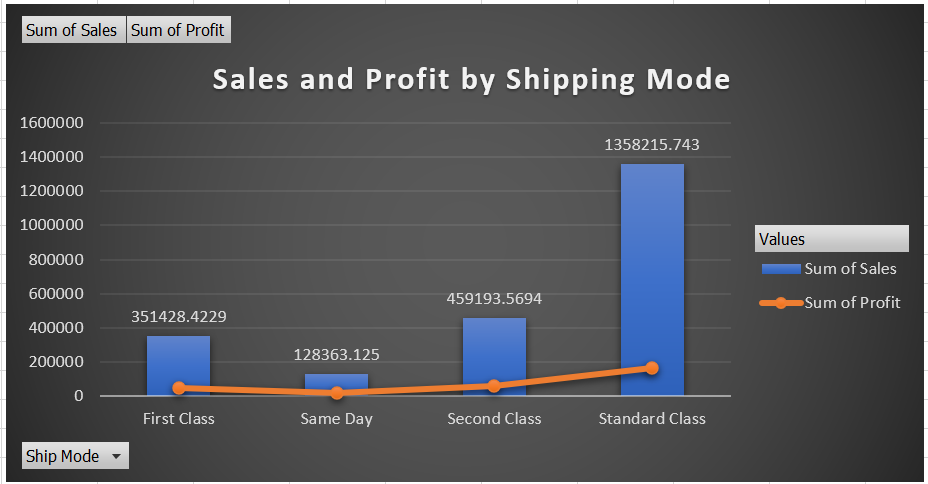 Sum of Sales Sum of Profit
Sales and Profit by Shipping Mode
1600000
1400000
1200000
1000000
800000
600000
400000
200000
0
351428.4229
128363.125
459193.5694
1358215.743
First Class
Same Day
Second Class
Standard Class
Values
Sum of Sales
Sum of Profit
Ship Mode